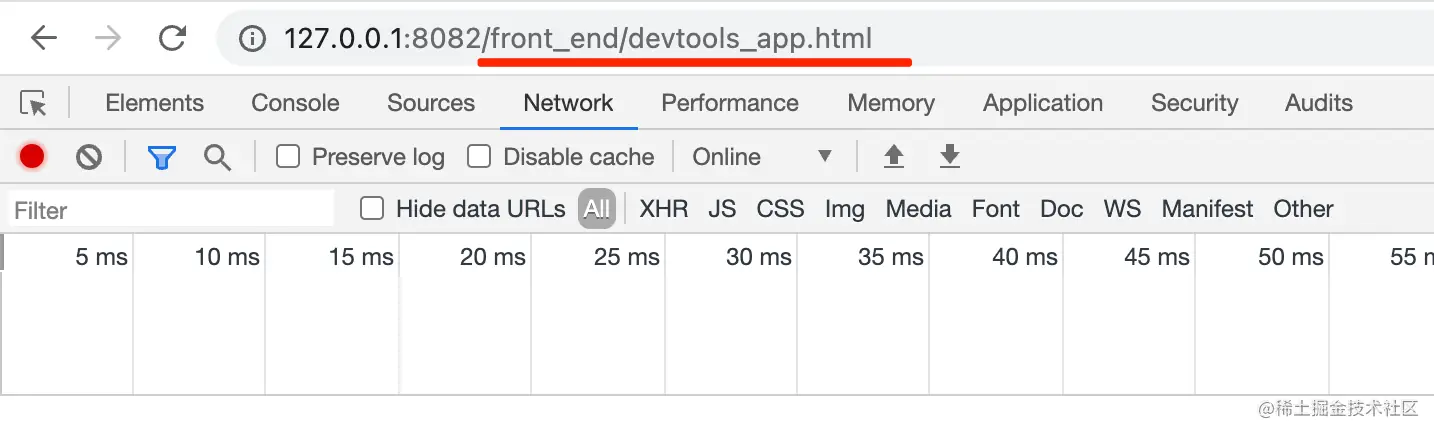 127.0.0.1:8082/front_end/devtools_app.html
Elements Console Sources Network Performance Memory Application Security Audits
Preserve log Disable cache Online
Filter Hide data URLs All XHR JS CSS Img Media Font Doc WS Manifest Other
5 ms 10 ms 15 ms 20 ms 25 ms 30 ms 35 ms 40 ms 45 ms 50 ms 55 m
@稀土掘金技术社区